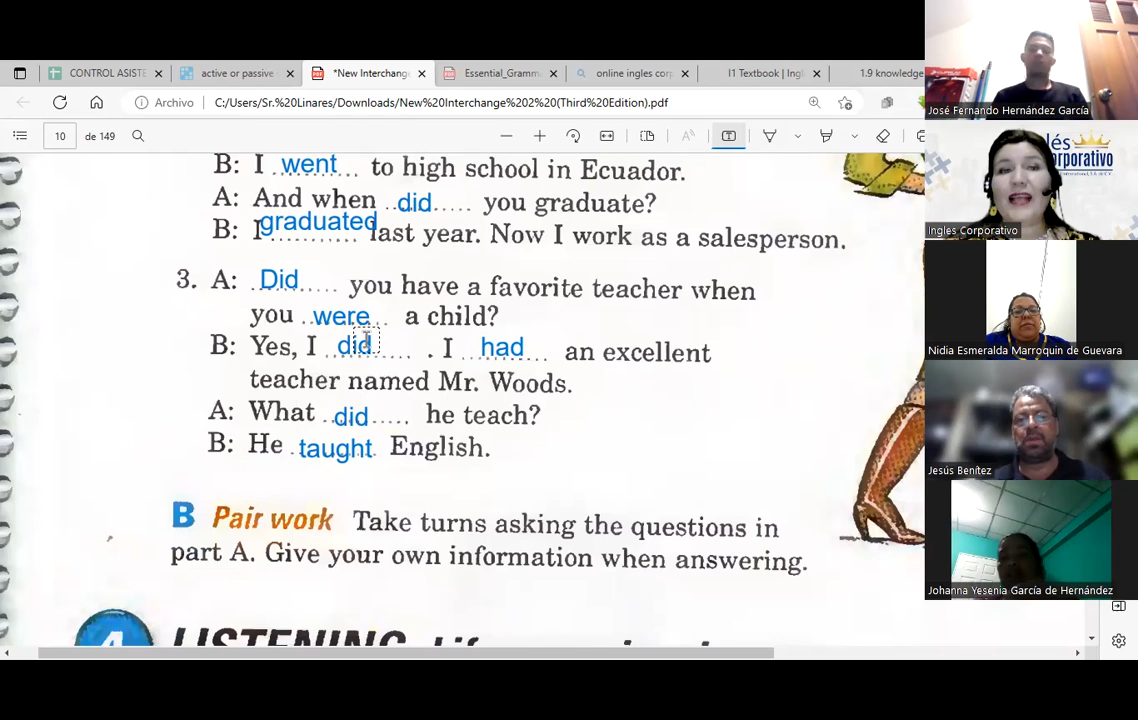 CONTROL ASISTE
active or passive
*New Interchange
Essential_Gramm
online ingles corp
I1 Textbook | Ingl
1.9 knowledge
Archivo
C:/Users/Sr.%20Linares/Downloads/New%20Interchange%202%20(Third%20Edition).pdf
10 de 149
B: I went to high school in Ecuador.
A: And when did you graduate?
B: I graduated last year. Now I work as a salesperson.
3. A: Did you have a favorite teacher when
you were a child?
B: Yes, I did . I had an excellent
teacher named Mr. Woods.
A: What did he teach?
B: He taught English.
B Pair work Take turns asking the questions in
part A. Give your own information when answering.
4 LISTENING
José Fernando Hernández García
lés
Corporativo
Ingles Corporativo
Nidia Esmeralda Marroquin de Guevara
Jesús Benítez
Johanna Yesenia García de Hernández